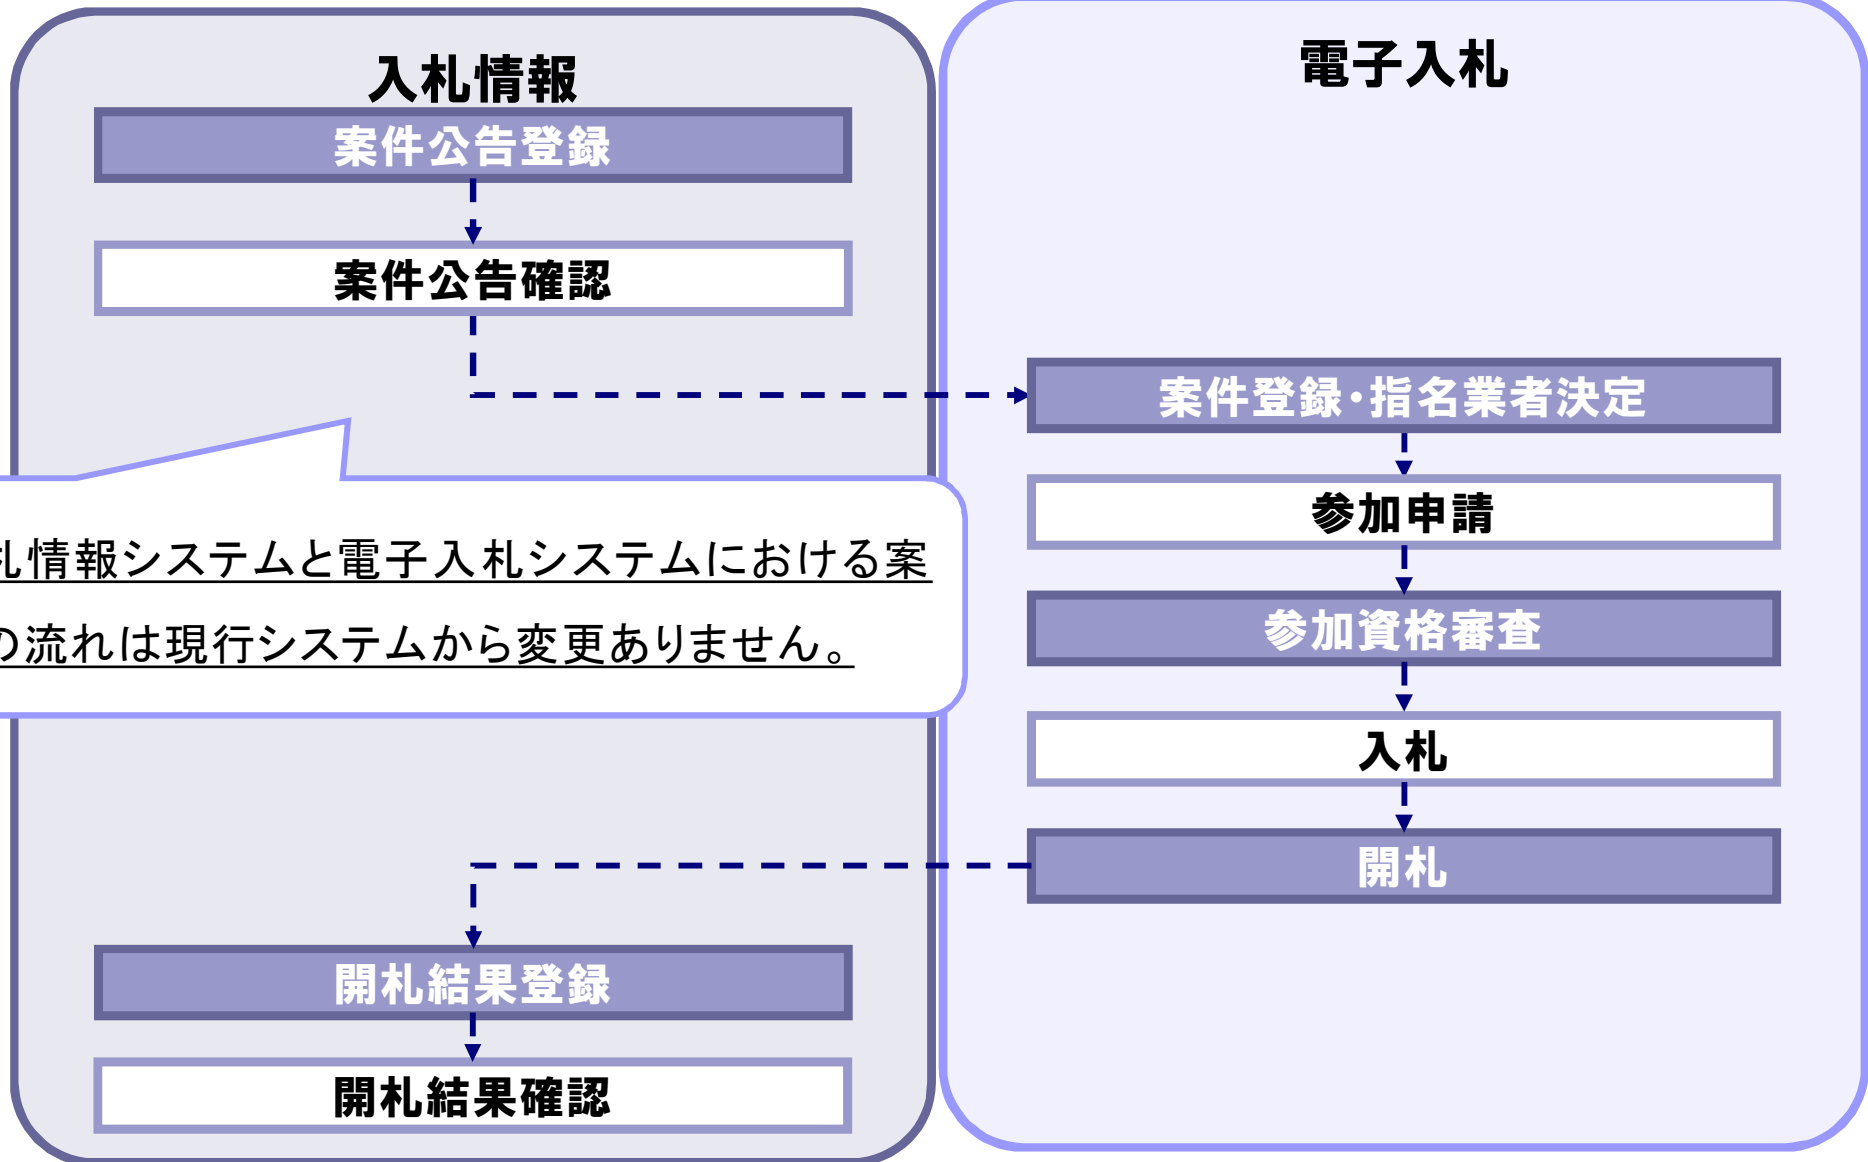 入札情報
案件公告登録
案件公告確認
札情報システムと電子入札システムにおける案
の流れは現行システムから変更ありません。
開札結果登録
開札結果確認
電子入札
案件登録・指名業者決定
参加申請
参加資格審査
入札
開札